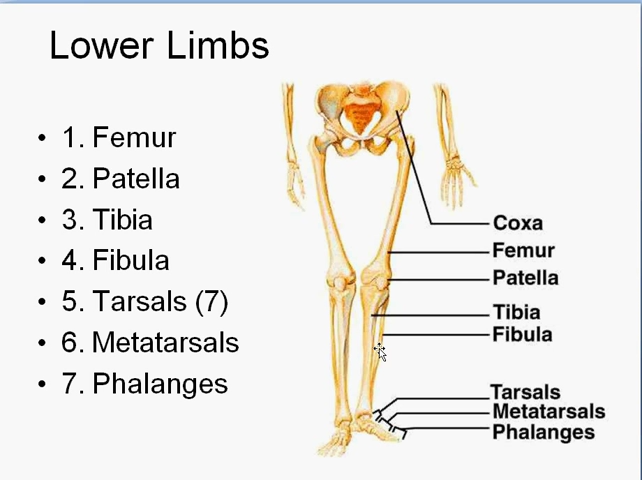 Lower Limbs
• 1. Femur
• 2. Patella
• 3. Tibia
• 4. Fibula
• 5. Tarsals (7)
• 6. Metatarsals
• 7. Phalanges
Coxa
Femur
Patella
Tibia
Fibula
Tarsals
Metatarsals
Phalanges